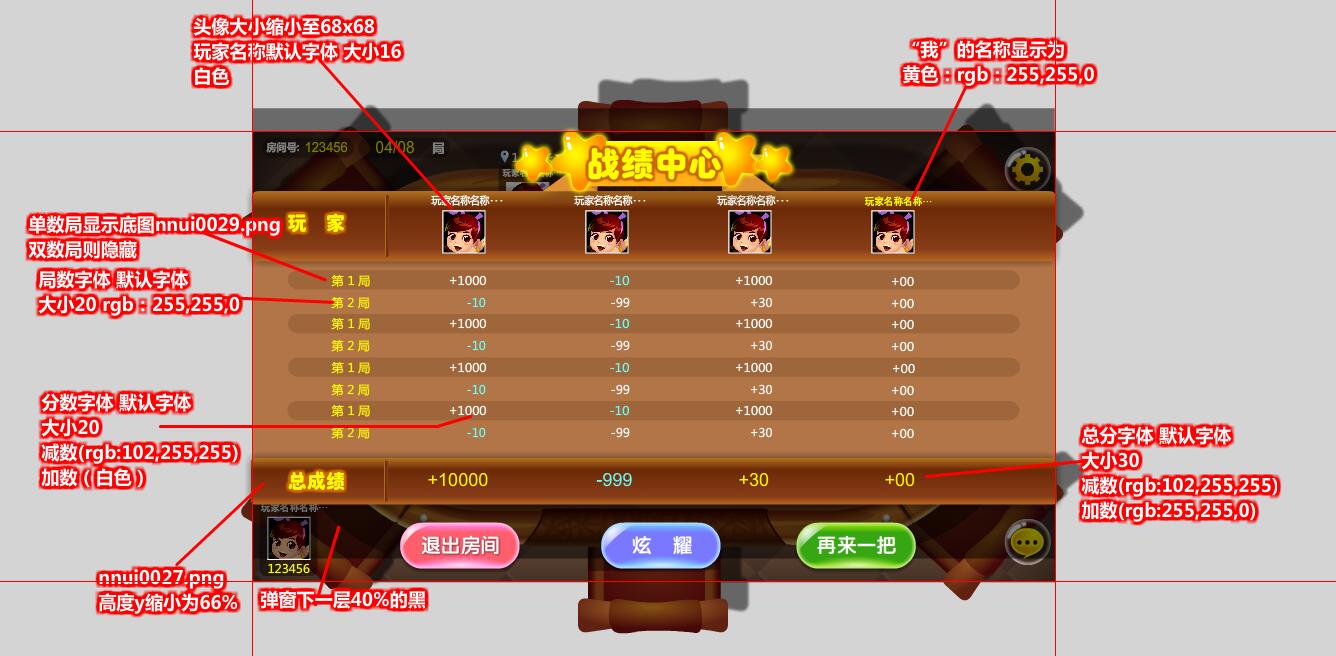 头像大小缩小至68x68
玩家名称默认字体 大小16
白色
“我”的名称显示为
黄色：rgb：255,255,0
房间号: 123456 04/08 局
战绩中心
玩家名称名称··· 玩家名称名称··· 玩家名称名称··· 玩家名称名称···
玩 家
单数局显示底图nnui0029.png
双数局则隐藏
局数字体 默认字体
大小20 rgb：255,255,0
第 1 局 +1000 -10 +1000 +00
第 2 局 -10 -99 +30 +00
第 1 局 +1000 -10 +1000 +00
第 2 局 -10 -99 +30 +00
第 1 局 +1000 -10 +1000 +00
第 2 局 -10 -99 +30 +00
第 1 局 +1000 -10 +1000 +00
第 2 局 -10 -99 +30 +00
分数字体 默认字体
大小20
减数(rgb:102,255,255)
加数（白色）
总成绩 +10000 -999 +30 +00
总分字体 默认字体
大小30
减数(rgb:102,255,255)
加数(rgb:255,255,0)
玩家名称名称···
123456
退出房间 炫 耀 再来一把
nnui0027.png
高度y缩小为66%
弹窗下一层40%的黑